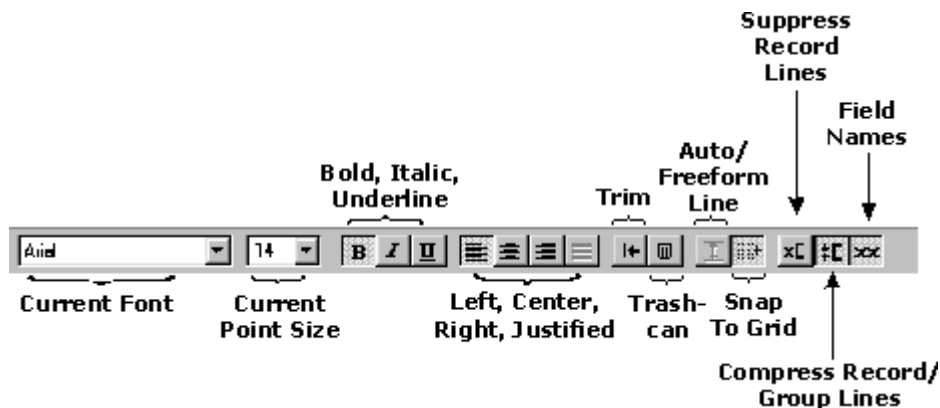 Suppress
Record
Lines
Field
Names
Auto/
Freeform
Line
Bold, Italic,
Underline
Trim
Arial
14
B I U
x[ ‡[ xx
Current Font
Current
Point Size
Left, Center,
Right, Justified
Trash-
can
Snap
To Grid
Compress Record/
Group Lines